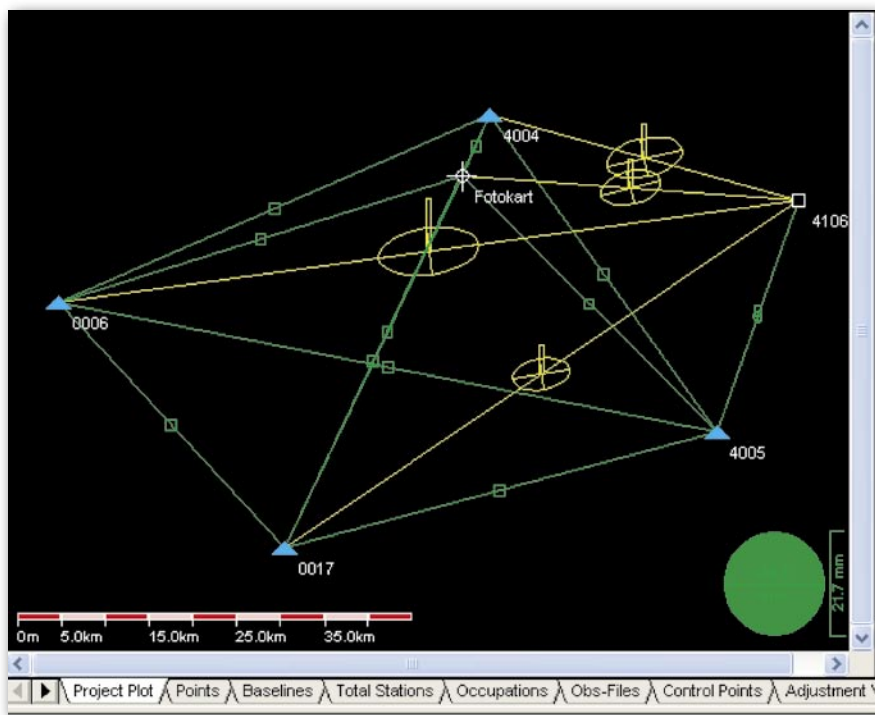 4004
Fotokart
4106
0006
4005
0017
21.7 mm
0m 5.0km 15.0km 25.0km 35.0km
Project Plot Points Baselines Total Stations Occupations Obs-Files Control Points Adjustment